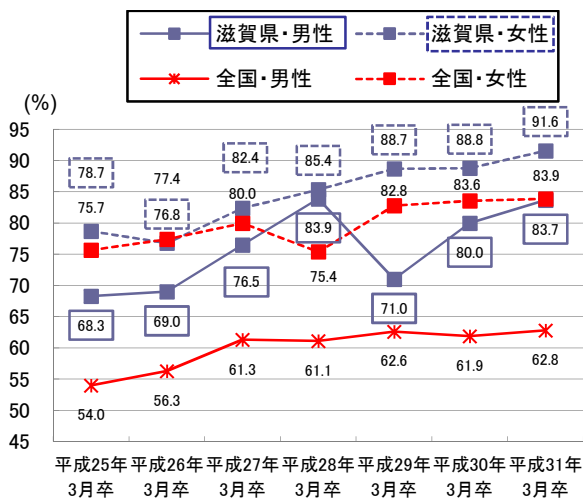 滋賀県・男性 滋賀県・女性
全国・男性 全国・女性
(%)
95
90
85
80
75
70
65
60
55
50
45
78.7 77.4 82.4 85.4 88.7 88.8 91.6
75.7 76.8 80.0 75.4 82.8 83.6 83.9
68.3 69.0 76.5 83.9 71.0 80.0 83.7
54.0 56.3 61.3 61.1 62.6 61.9 62.8
平成25年 平成26年 平成27年 平成28年 平成29年 平成30年 平成31年
3月卒 3月卒 3月卒 3月卒 3月卒 3月卒 3月卒